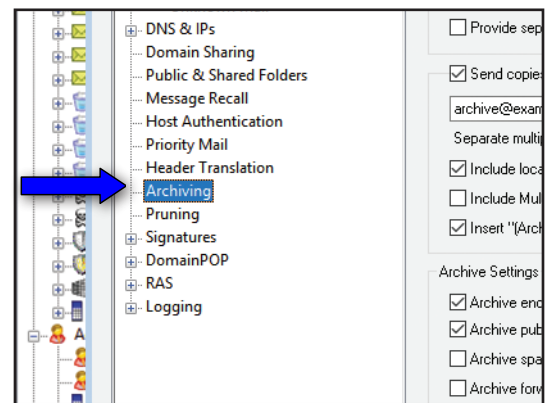 DNS & IPs
Domain Sharing
Public & Shared Folders
Message Recall
Host Authentication
Priority Mail
Header Translation
Archiving
Pruning
Signatures
DomainPOP
RAS
Logging
A
Provide sep
Send copies
archive@exam
Separate multip
Include loca
Include Mul
Insert "(Arch
Archive Settings
Archive enc
Archive pub
Archive spa
Archive forw